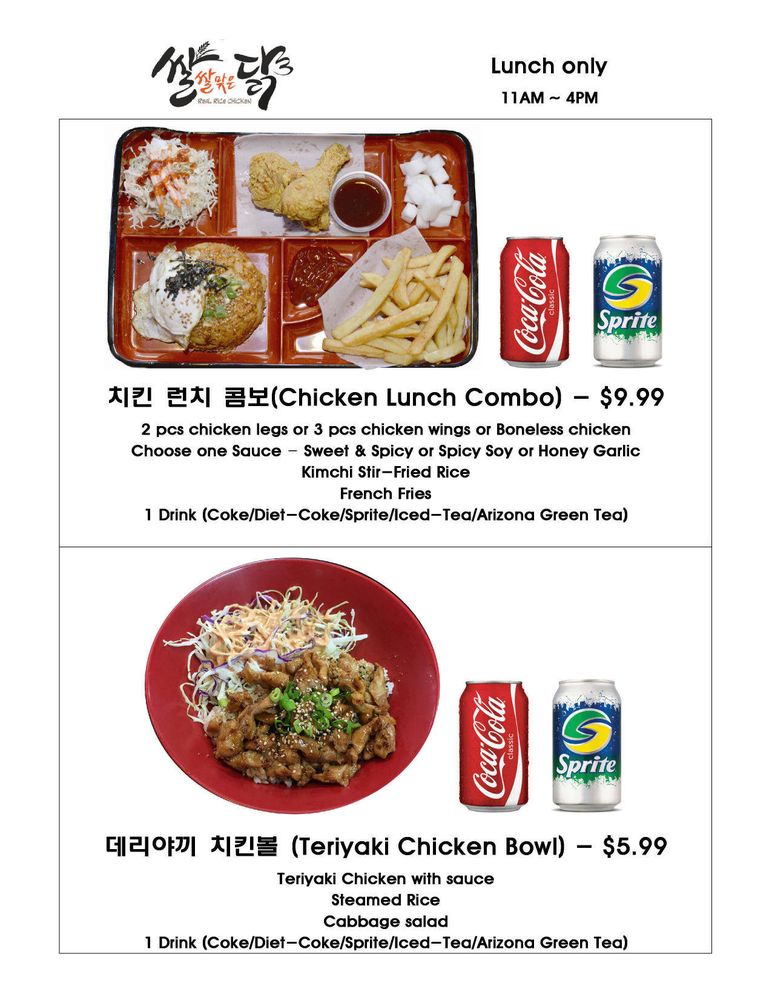 쌀
쌀 맞은
닭
REAL RICE CHICKEN
Lunch only
11AM ~ 4PM
Coca-Cola
classic
Sprite
치킨 런치 콤보(Chicken Lunch Combo) – $9.99
2 pcs chicken legs or 3 pcs chicken wings or Boneless chicken
Choose one Sauce – Sweet & Spicy or Spicy Soy or Honey Garlic
Kimchi Stir–Fried Rice
French Fries
1 Drink (Coke/Diet–Coke/Sprite/Iced–Tea/Arizona Green Tea)
Coca-Cola
classic
Sprite
데리야끼 치킨볼 (Teriyaki Chicken Bowl) – $5.99
Teriyaki Chicken with sauce
Steamed Rice
Cabbage salad
1 Drink (Coke/Diet–Coke/Sprite/Iced–Tea/Arizona Green Tea)